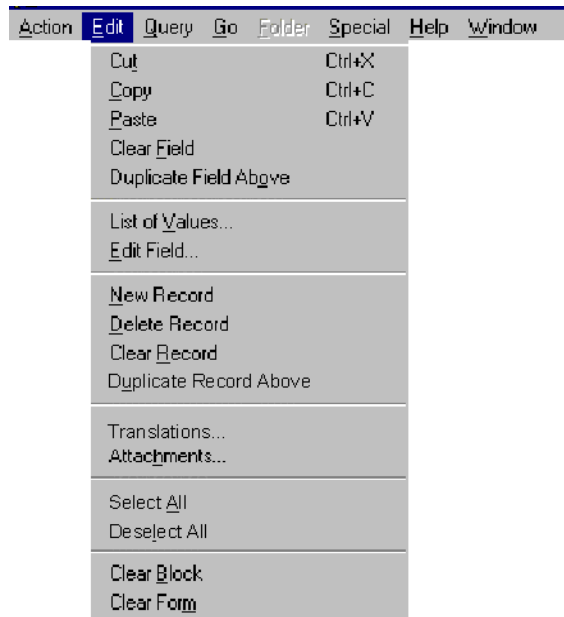 Action Edit Query Go Folder Special Help Window
Cut Ctrl+X
Copy Ctrl+C
Paste Ctrl+V
Clear Field
Duplicate Field Above
List of Values...
Edit Field...
New Record
Delete Record
Clear Record
Duplicate Record Above
Translations...
Attachments...
Select All
Deselect All
Clear Block
Clear Form